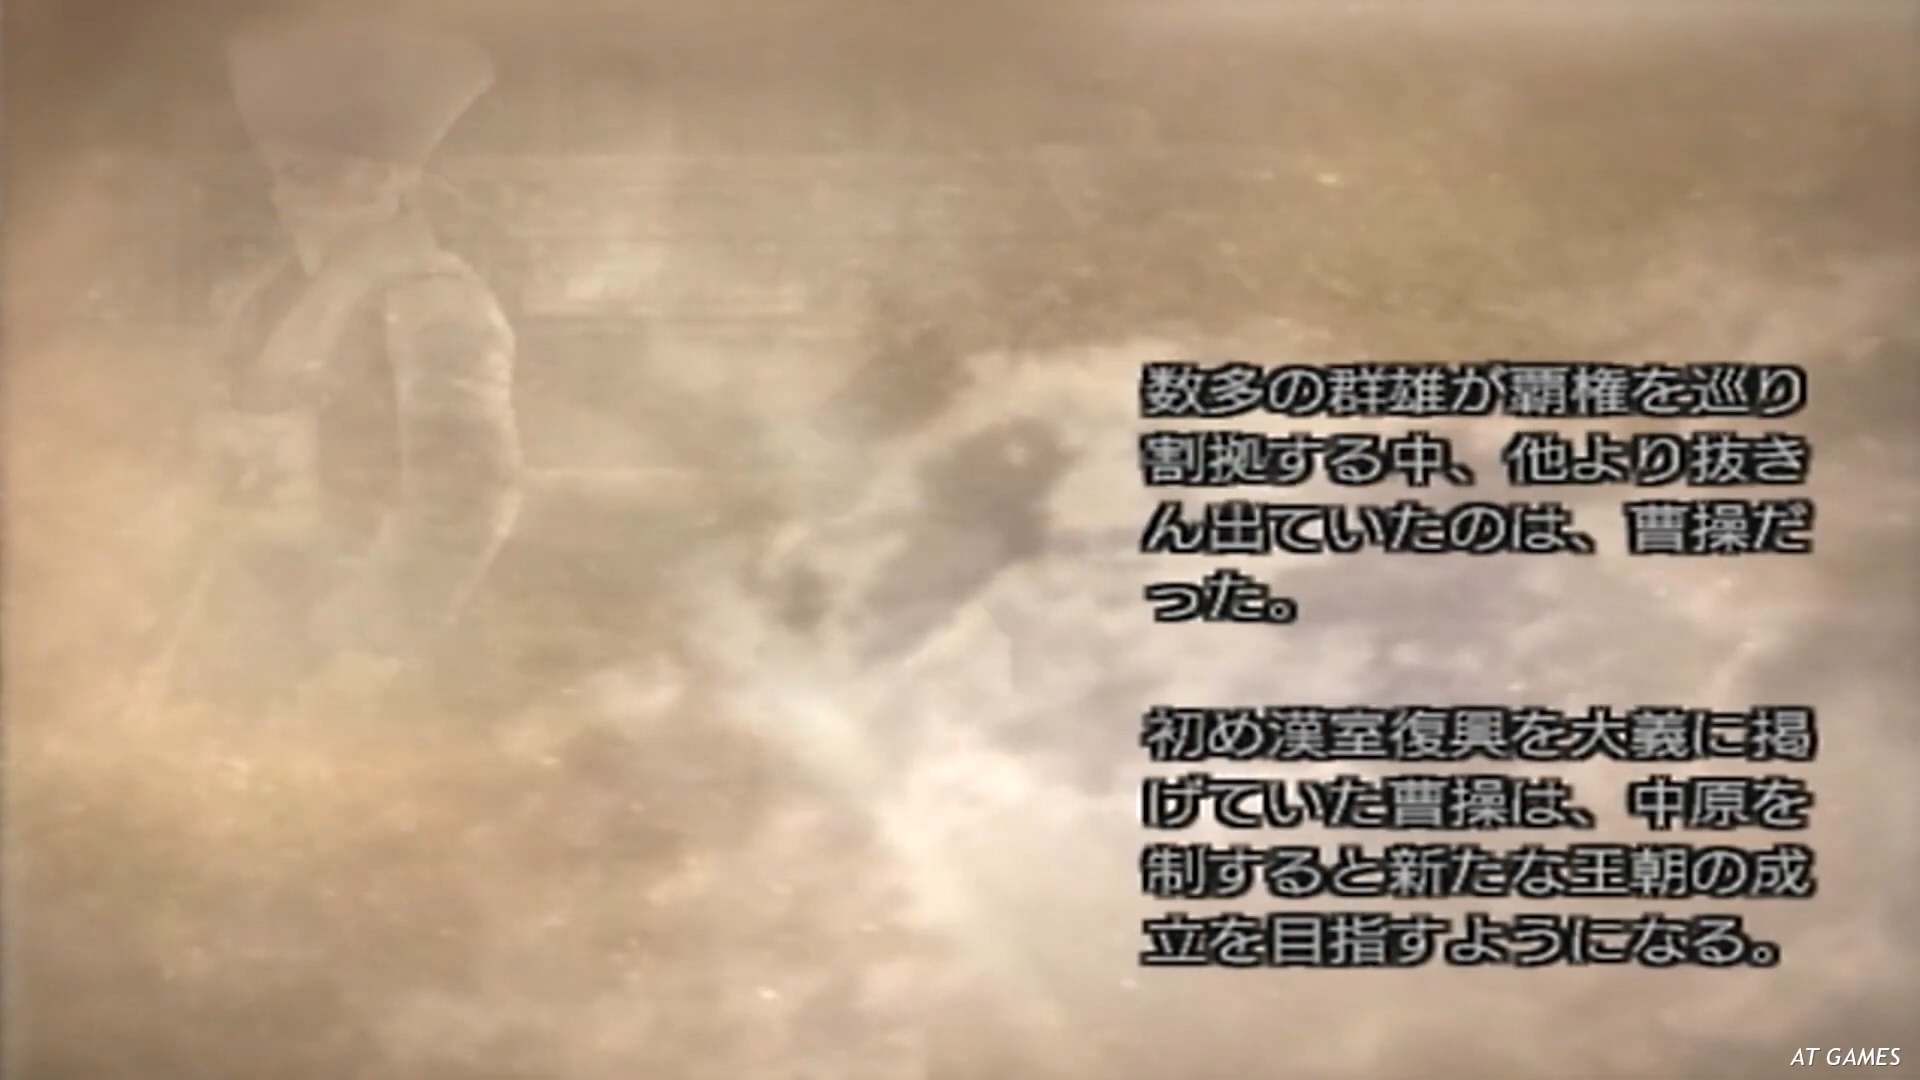 数多の群雄が覇権を巡り
割拠する中、他より抜き
ん出ていたのは、曹操だ
った。
初め漢室復興を大義に掲
げていた曹操は、中原を
制すると新たな王朝の成
立を目指すようになる。
AT GAMES